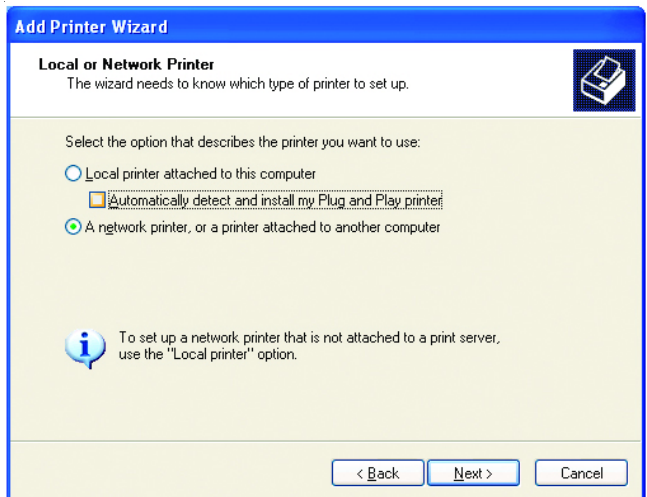 Add Printer Wizard
Local or Network Printer
The wizard needs to know which type of printer to set up.
Select the option that describes the printer you want to use:
Local printer attached to this computer
Automatically detect and install my Plug and Play printer
A network printer, or a printer attached to another computer
To set up a network printer that is not attached to a print server,
use the "Local printer" option.
< Back
Next >
Cancel